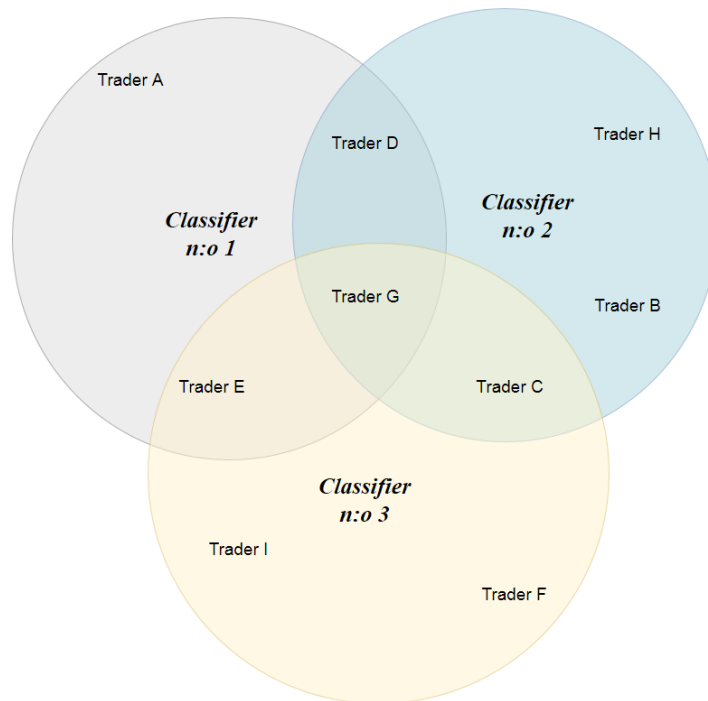 Trader A
Trader D
Trader H
Classifier
n:o 1
Classifier
n:o 2
Trader G
Trader B
Trader E
Trader C
Classifier
n:o 3
Trader I
Trader F